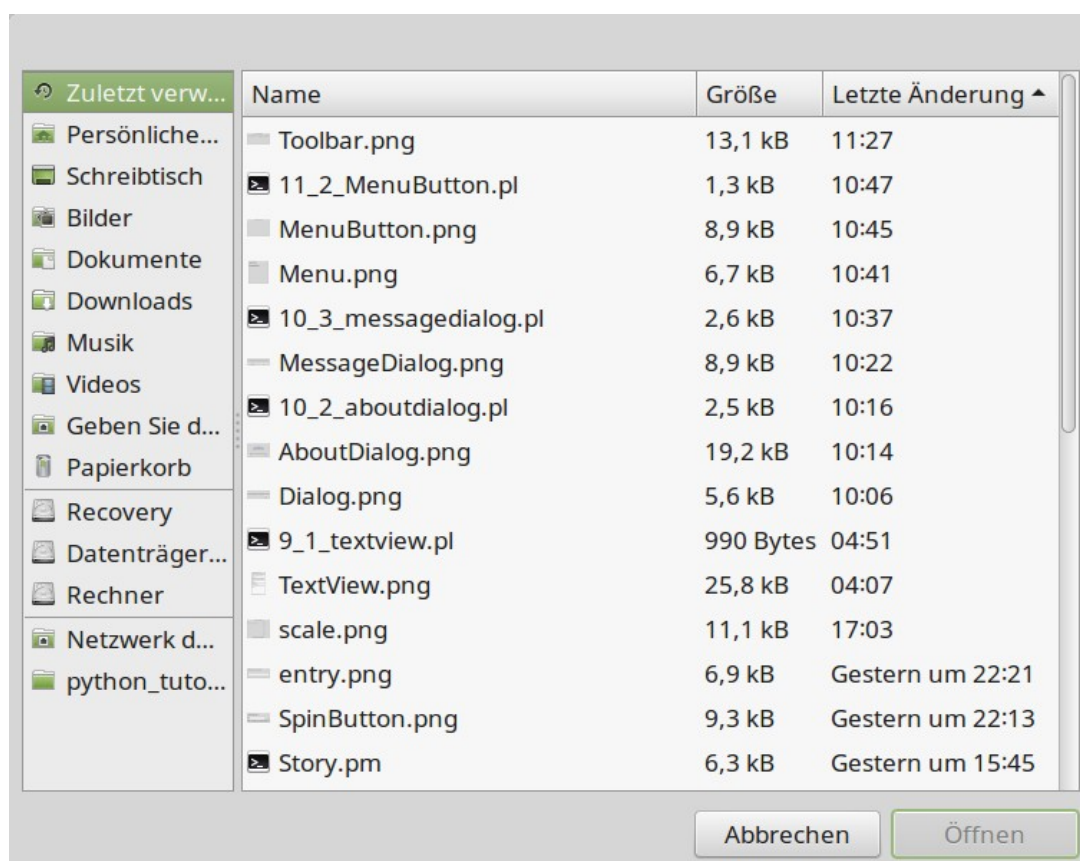 Zuletzt verw...
Persönliche...
Schreibtisch
Bilder
Dokumente
Downloads
Musik
Videos
Geben Sie d...
Papierkorb
Recovery
Datenträger...
Rechner
Netzwerk d...
python_tuto...
Name Größe Letzte Änderung
Toolbar.png 13,1 kB 11:27
11_2_MenuButton.pl 1,3 kB 10:47
MenuButton.png 8,9 kB 10:45
Menu.png 6,7 kB 10:41
10_3_messagedialog.pl 2,6 kB 10:37
MessageDialog.png 8,9 kB 10:22
10_2_aboutdialog.pl 2,5 kB 10:16
AboutDialog.png 19,2 kB 10:14
Dialog.png 5,6 kB 10:06
9_1_textview.pl 990 Bytes 04:51
TextView.png 25,8 kB 04:07
scale.png 11,1 kB 17:03
entry.png 6,9 kB Gestern um 22:21
SpinButton.png 9,3 kB Gestern um 22:13
Story.pm 6,3 kB Gestern um 15:45
Abbrechen Öffnen